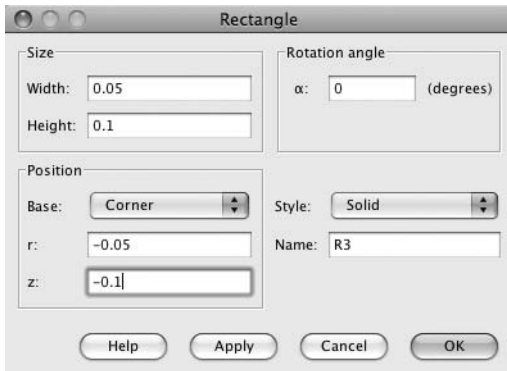 Rectangle
Size
Width: 0.05
Height: 0.1
Rotation angle
α: 0 (degrees)
Position
Base: Corner
r: -0.05
z: -0.1
Style: Solid
Name: R3
Help Apply Cancel OK